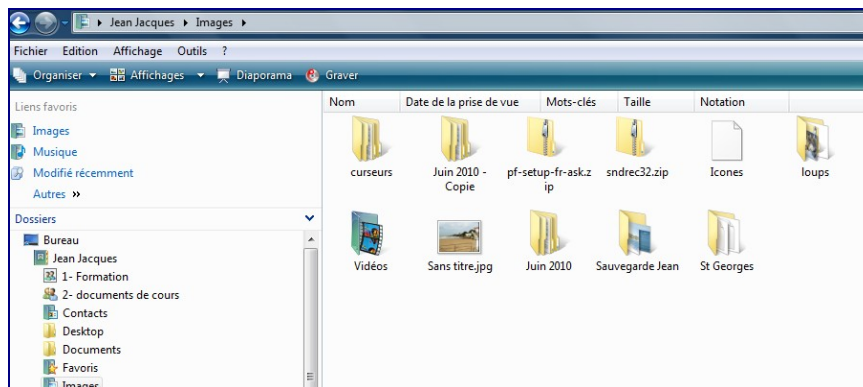 Jean Jacques Images
Fichier Edition Affichage Outils ?
Organiser Affichages Diaporama Graver
Liens favoris
Images
Musique
Modifié récemment
Autres »
Dossiers
Bureau
Jean Jacques
1- Formation
2- documents de cours
Contacts
Desktop
Documents
Favoris
Images
Nom Date de la prise de vue Mots-clés Taille Notation
curseurs
Juin 2010 -
Copie
pf-setup-fr-ask.z
ip
sndrec32.zip
Icones
loups
Vidéos
Sans titre.jpg
Juin 2010
Sauvegarde Jean
St Georges